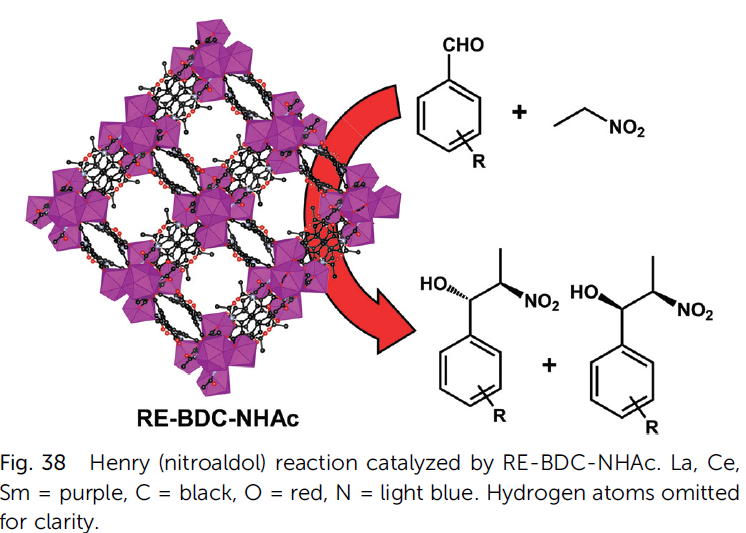 CHO
+
NO2
R
HO
NO2
HO
NO2
+
R
R
RE-BDC-NHAc
Fig. 38 Henry (nitroaldol) reaction catalyzed by RE-BDC-NHAc. La, Ce,
Sm = purple, C = black, O = red, N = light blue. Hydrogen atoms omitted
for clarity.